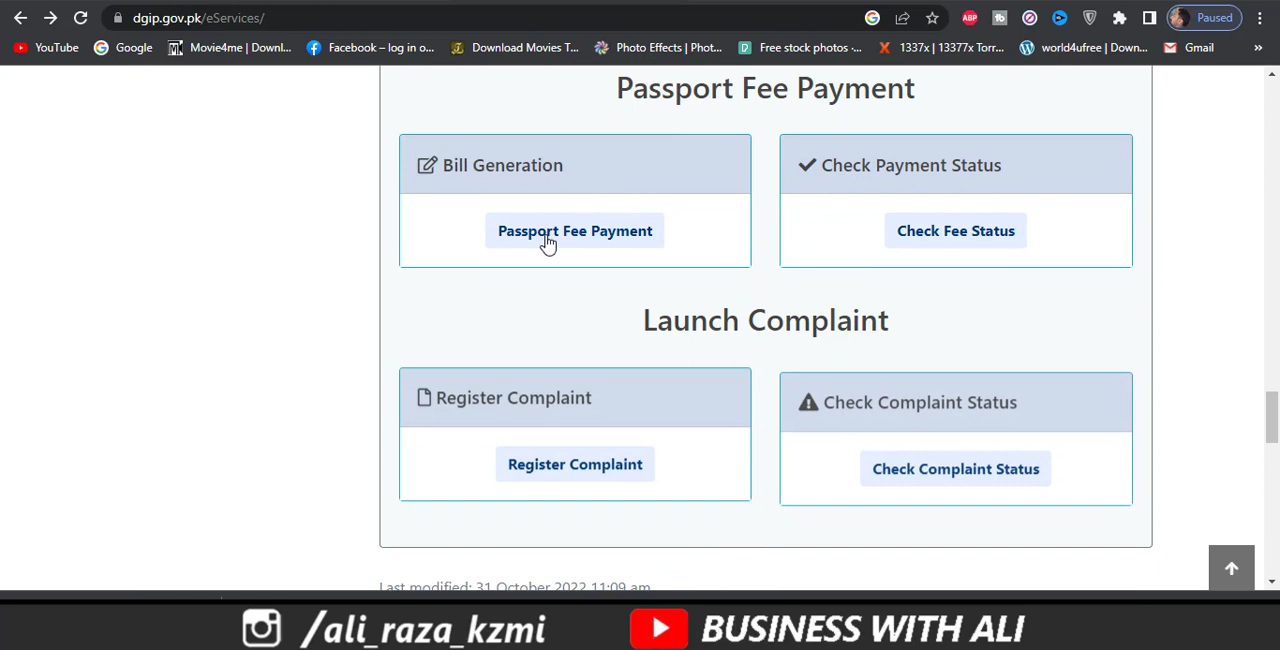 dgip.gov.pk/eServices/
ABP
Paused
YouTube
Google
Movie4me | Downl...
Facebook – log in o...
Download Movies T...
Photo Effects | Phot...
Free stock photos ·...
1337x | 13377x Torr...
world4ufree | Down...
Gmail
»
Passport Fee Payment
Bill Generation
Check Payment Status
Passport Fee Payment
Check Fee Status
Launch Complaint
Register Complaint
Check Complaint Status
Register Complaint
Check Complaint Status
Last modified: 31 October 2022 11:09 am
/ali_raza_kzmi
BUSINESS WITH ALI